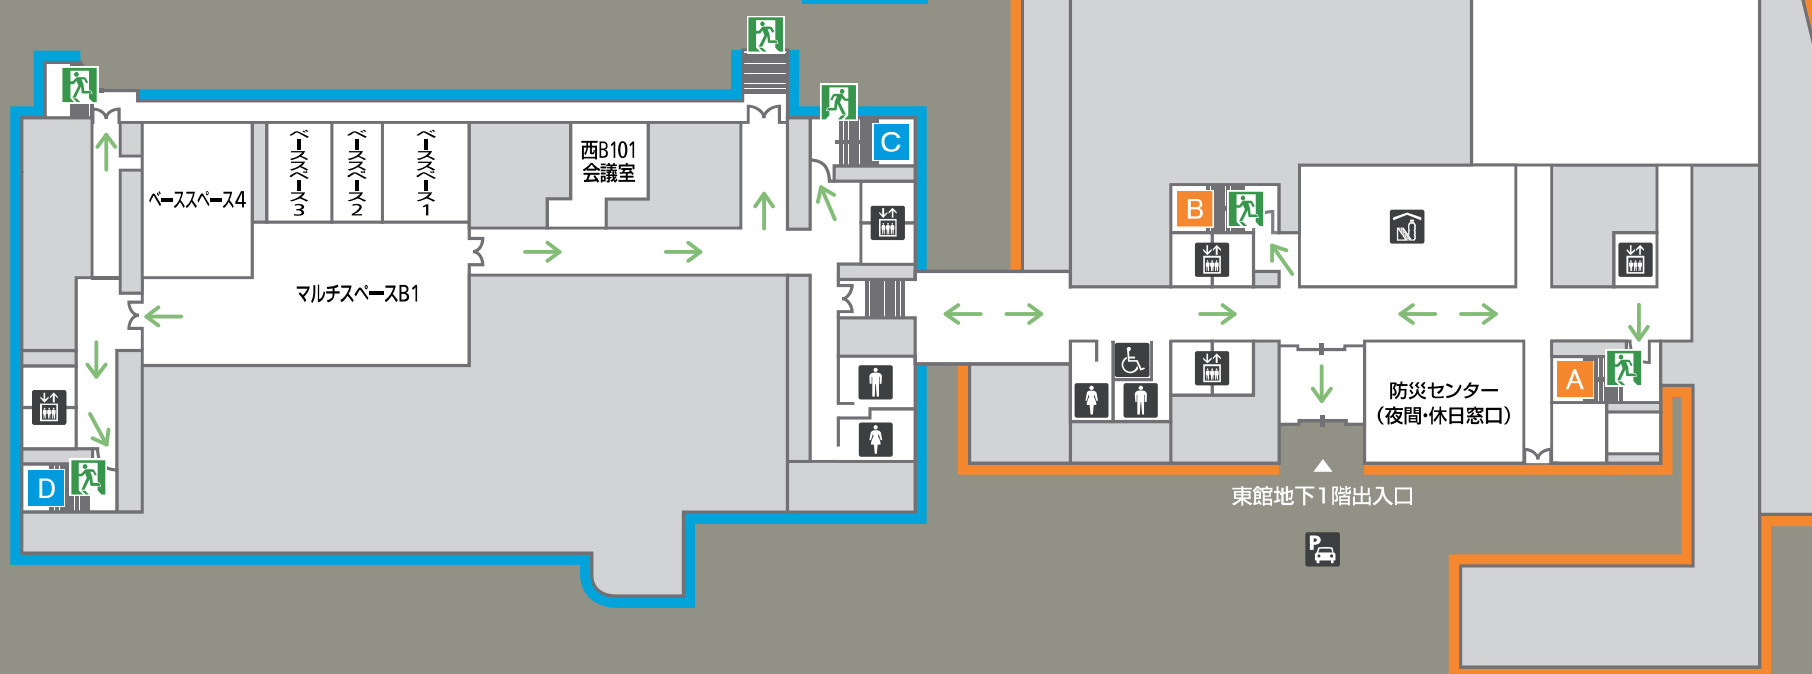 C
西B101
会議室
ベーススペース4
ベースペース3
ベースペース2
ベースペース1
B
マルチスペースB1
A
防災センター
（夜間・休日窓口）
D
東館地下1階出入口
P